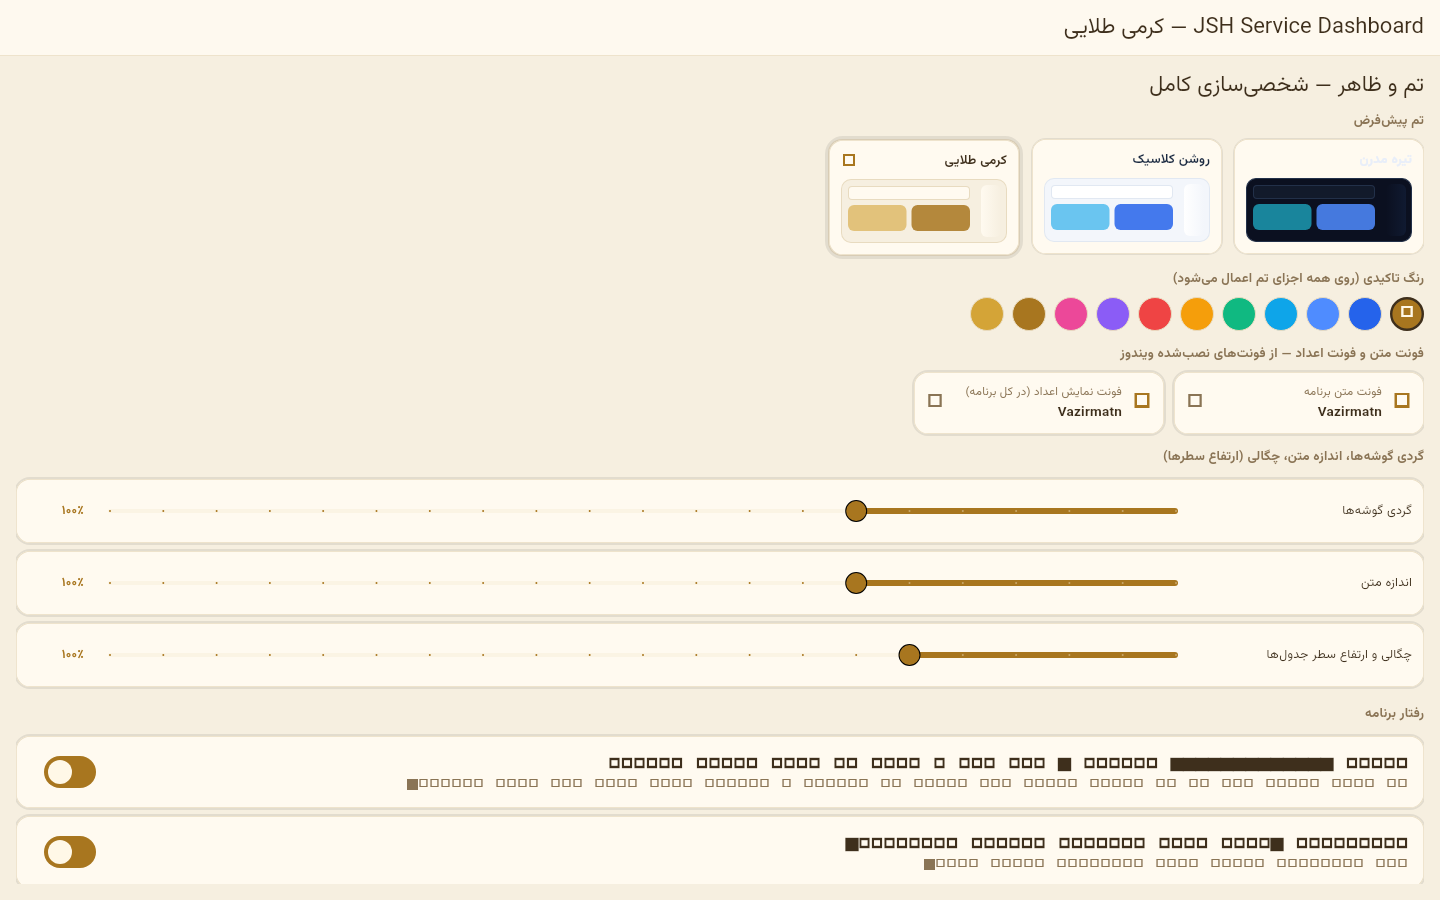 JSH Service Dashboard — کرمی طلایی
تم و ظاهر — شخصی‌سازی کامل
تم پیش‌فرض
تیره مدرن
روشن کلاسیک
کرمی طلایی
رنگ تاکیدی (روی همه اجزای تم اعمال می‌شود)
فونت متن و فونت اعداد — از فونت‌های نصب‌شده ویندوز
فونت متن برنامه
Vazirmatn
فونت نمایش اعداد (در کل برنامه)
Vazirmatn
گردی گوشه‌ها، اندازه متن، چگالی (ارتفاع سطرها)
گردی گوشه‌ها
۱۰۰٪
اندازه متن
۱۰۰٪
چگالی و ارتفاع سطر جدول‌ها
۱۰۰٪
رفتار برنامه